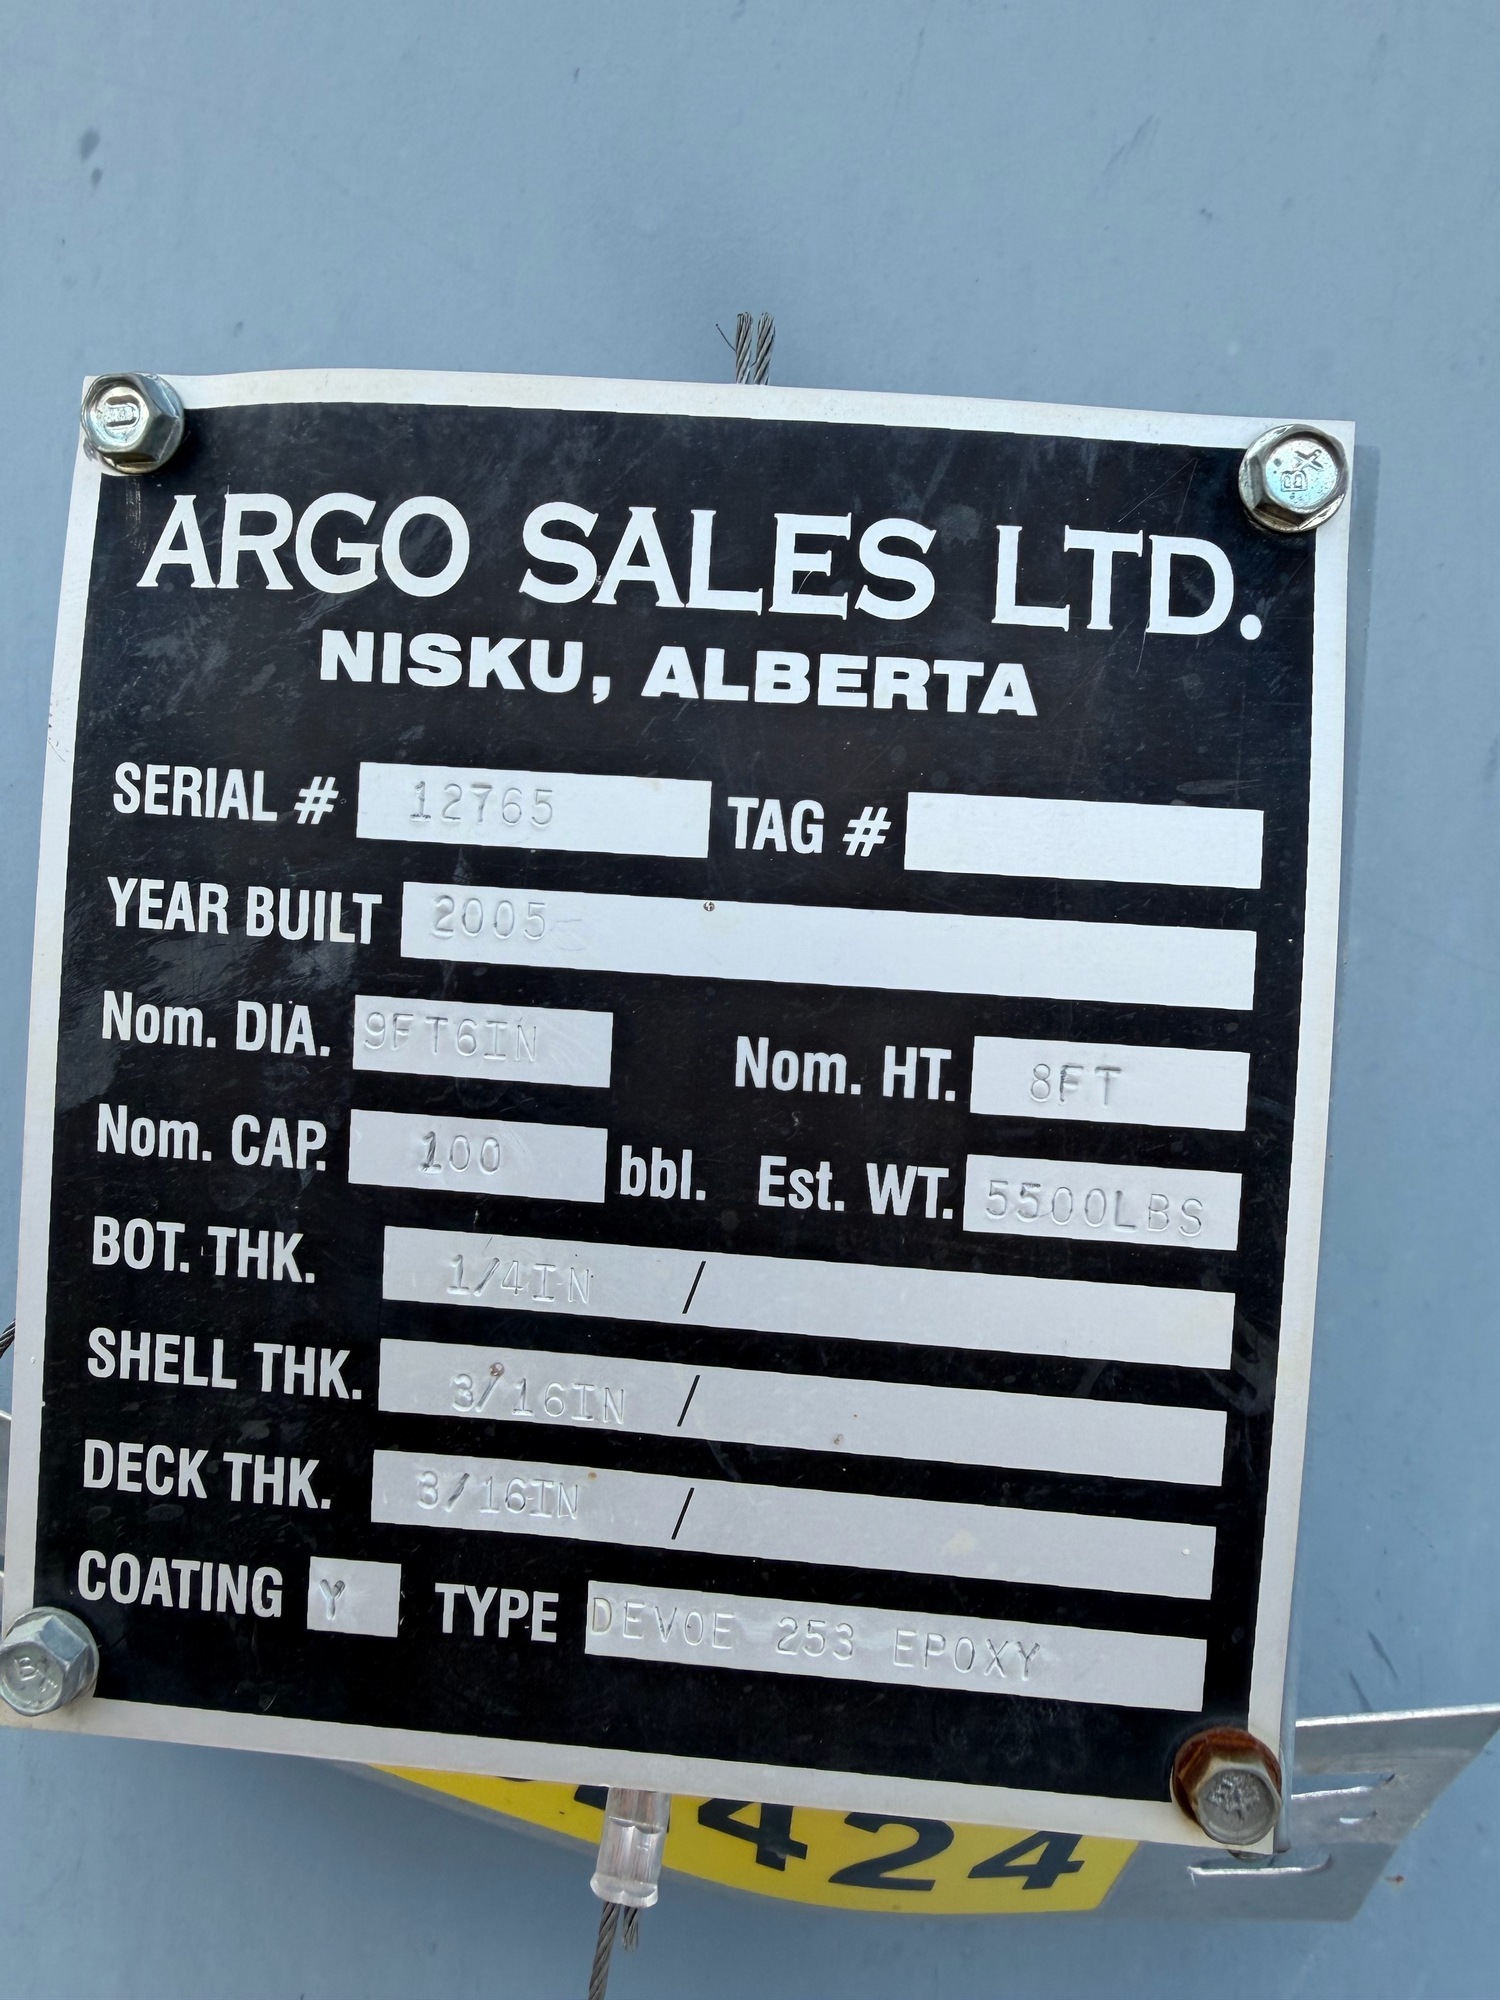 ARGO SALES LTD.
NISKU, ALBERTA
SERIAL # 12765 TAG #
YEAR BUILT 2005
Nom. DIA. 9FT6IN Nom. HT. 8FT
Nom. CAP. 100 bbl. Est. WT. 5500LBS
BOT. THK. 1/4IN /
SHELL THK. 3/16IN /
DECK THK. 3/16IN /
COATING Y TYPE DEVOE 253 EPOXY
424